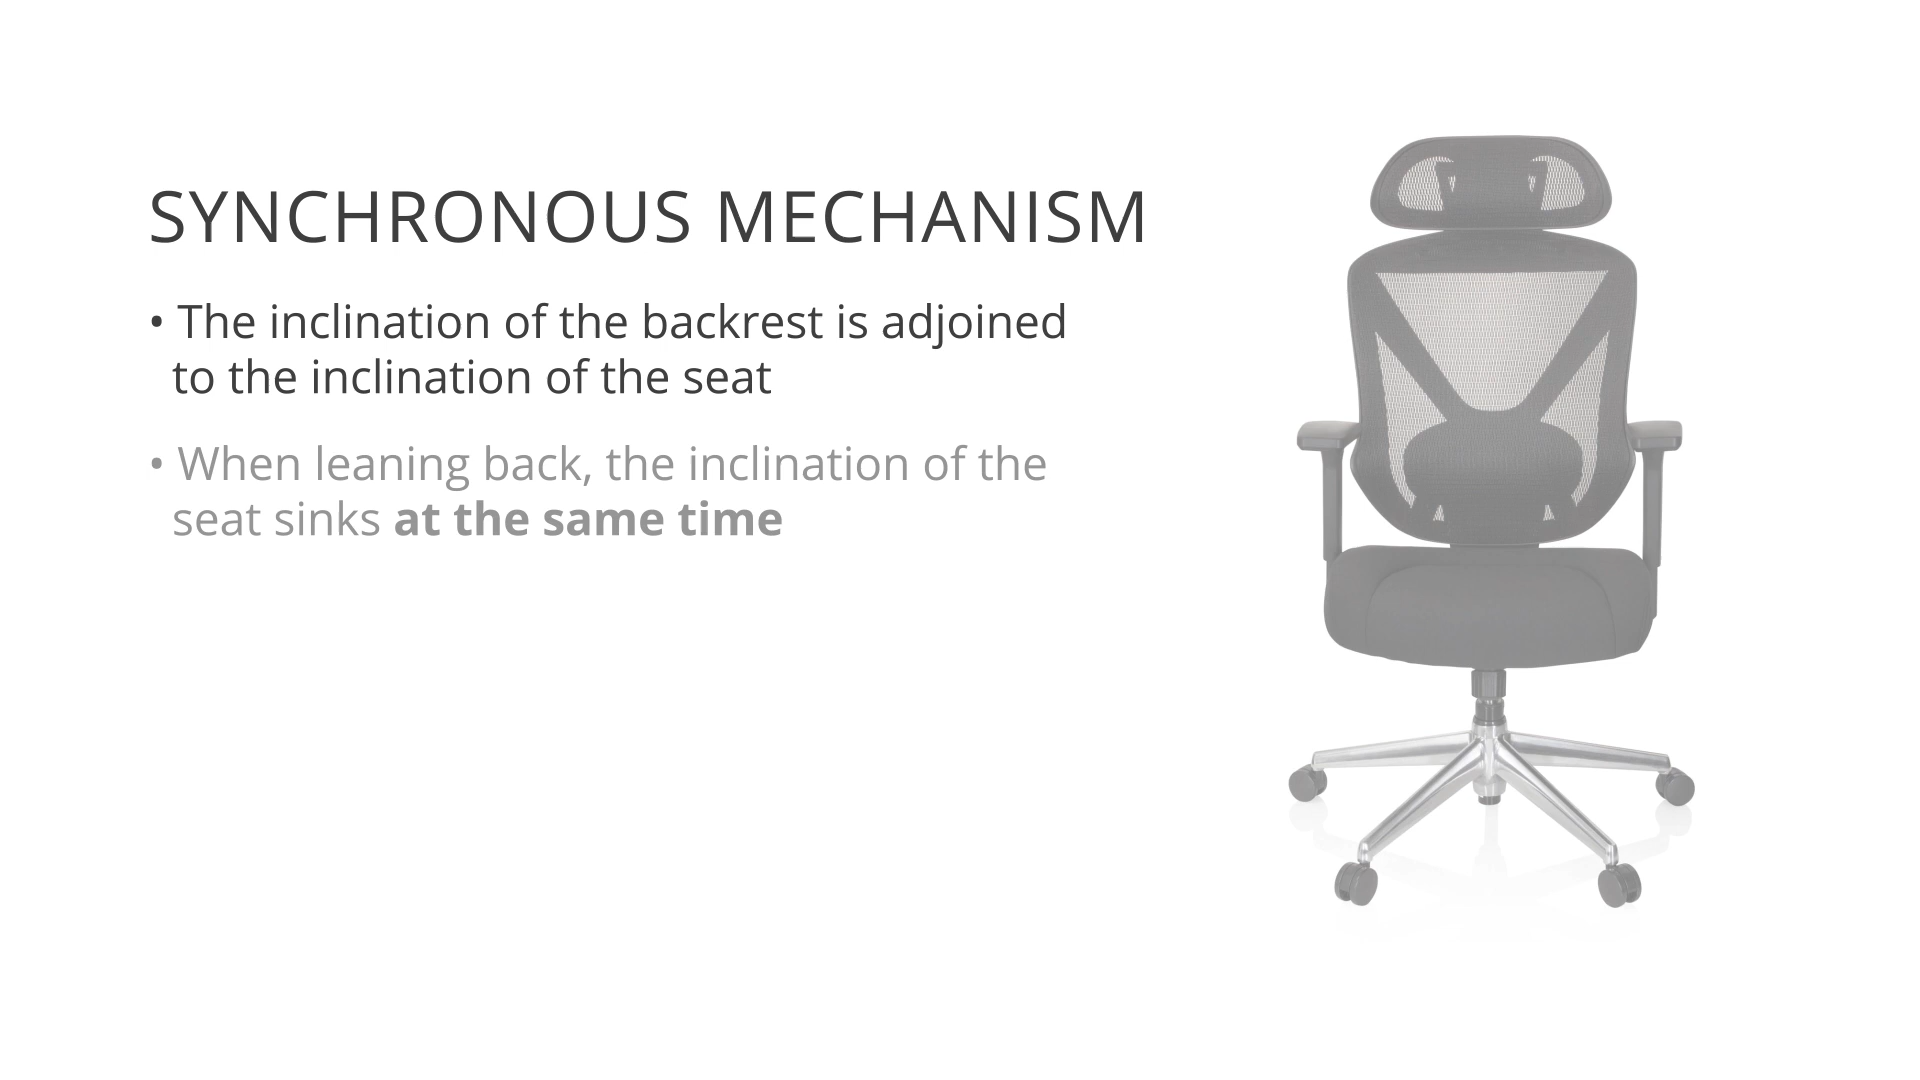 SYNCHRONOUS MECHANISM
• The inclination of the backrest is adjoined
to the inclination of the seat
• When leaning back, the inclination of the
seat sinks at the same time